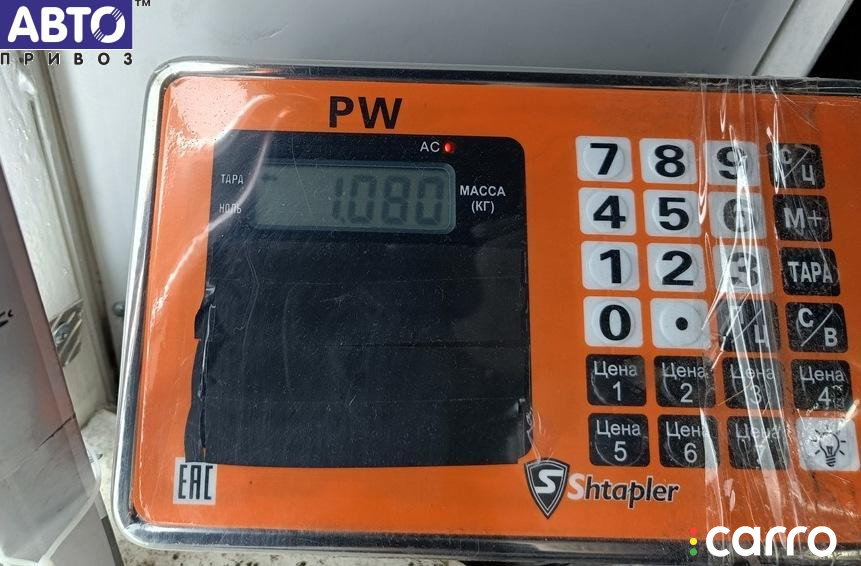 АВТО™
ПРИВОЗ
PW
AC
ТАРА
НОЛЬ
1.080
МАССА
(КГ)
7 8 9 С/Ц
4 5 6 М+
1 2 3 ТАРА
0 • С/В
Цена 1 Цена 2 Цена 3 Цена 4
Цена 5 Цена 6 Цена 7
EAC
S Shtapler
carro